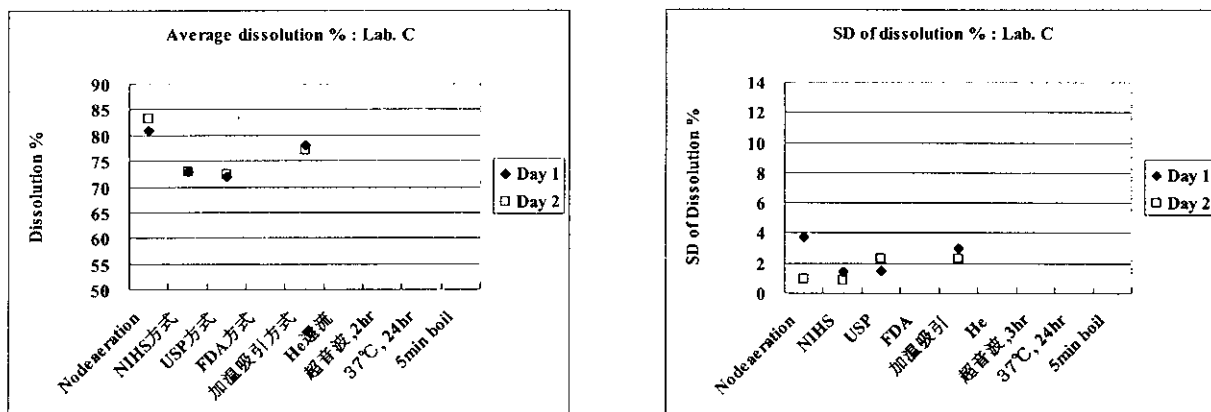 Average dissolution % : Lab. C
Dissolution %
90
85
80
75
70
65
60
55
50
Nodeaeration
NIHS方式
USP方式
FDA方式
加温吸引方式
He還流
超音波,2hr
37℃, 24hr
5min boil
Day 1
Day 2
SD of dissolution % : Lab. C
SD of Dissolution %
14
12
10
8
6
4
2
0
Nodeaeration
NIHS
USP
FDA
加温吸引
He
超音波,3hr
37℃, 24hr
5min boil
Day 1
Day 2